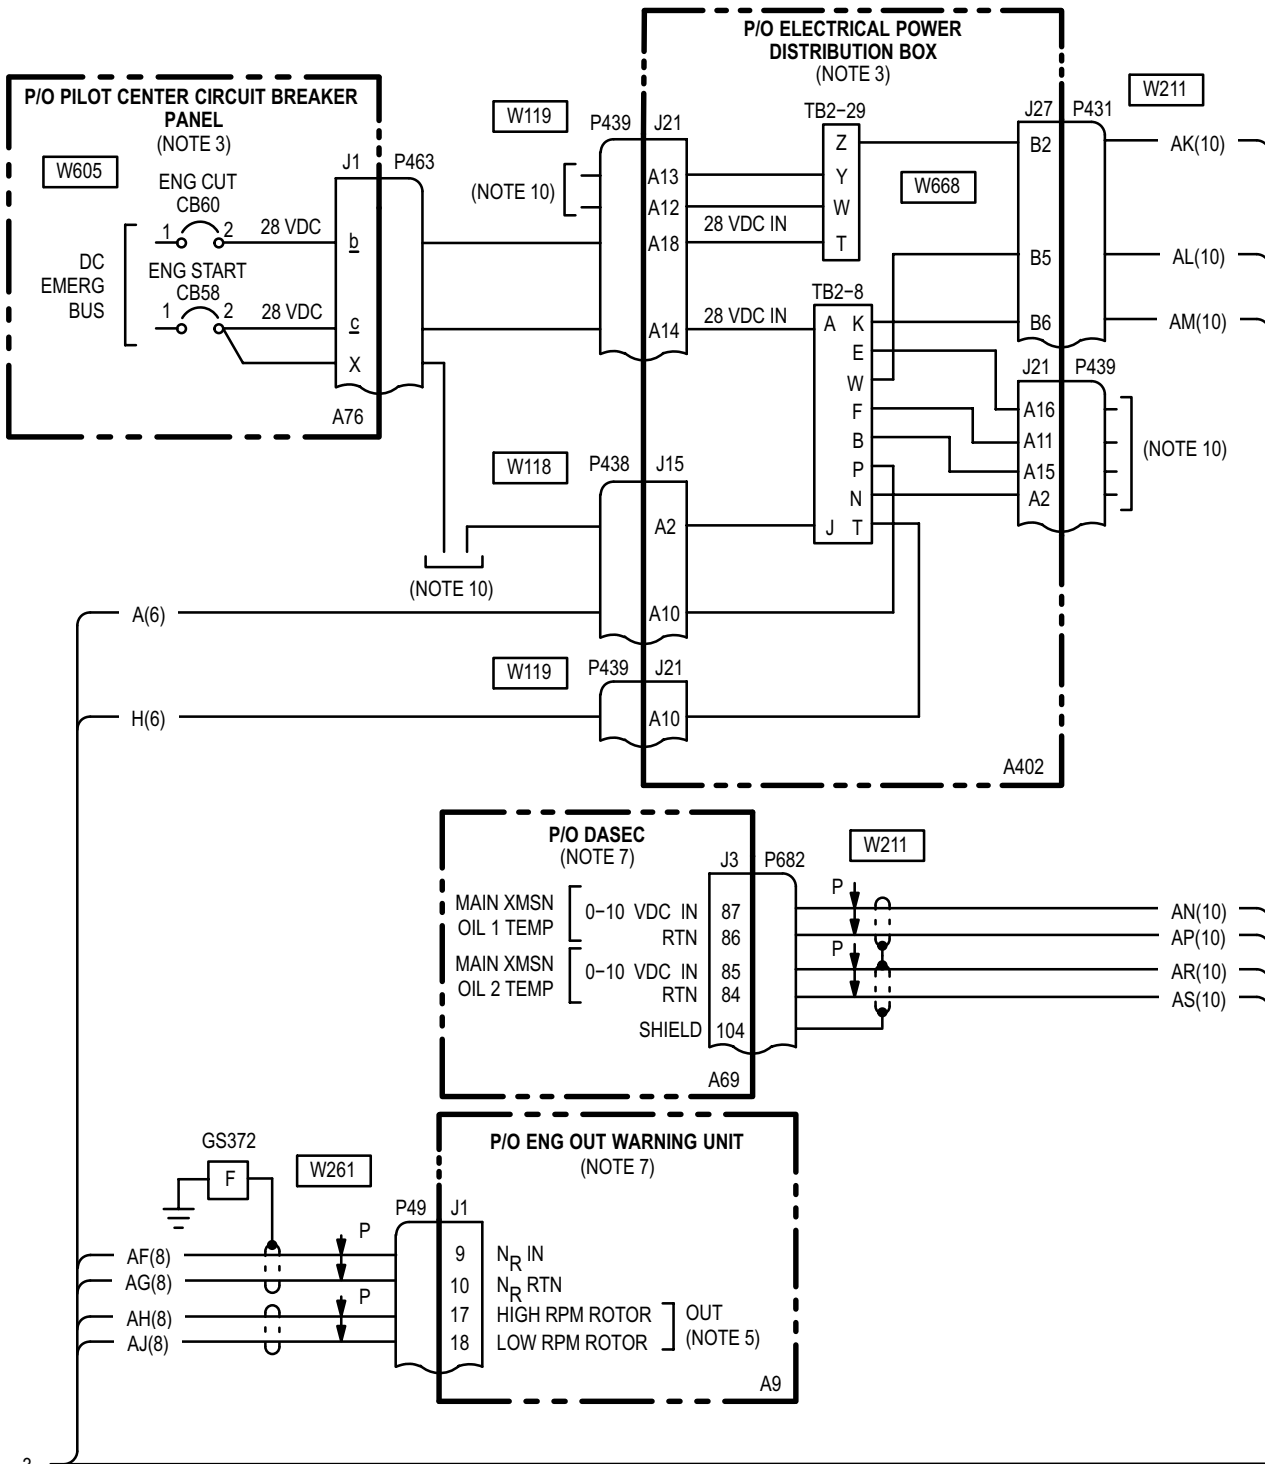 P/O ELECTRICAL POWER
DISTRIBUTION BOX
(NOTE 3)
P/O PILOT CENTER CIRCUIT BREAKER
PANEL
(NOTE 3)
W605
ENG CUT
CB60
1 2 28 VDC
ENG START
CB58
1 2 28 VDC
DC
EMERG
BUS
J1 P463
b
c
X
A76
W119
P439 J21
(NOTE 10)
A13
A12
A18
A14
28 VDC IN
28 VDC IN
TB2−29
Z
Y
W
T
W668
TB2−8
A K
E
W
F
B
P
N
J T
W211
J27 P431
B2
B5
B6
AK(10)
AL(10)
AM(10)
J21 P439
A16
A11
A15
A2
(NOTE 10)
W118
P438 J15
A2
A10
(NOTE 10)
A(6)
W119
P439 J21
A10
H(6)
A402
P/O DASEC
(NOTE 7)
J3 P682
W211
MAIN XMSN
OIL 1 TEMP
0−10 VDC IN 87
RTN 86
MAIN XMSN
OIL 2 TEMP
0−10 VDC IN 85
RTN 84
SHIELD 104
P
P
AN(10)
AP(10)
AR(10)
AS(10)
A69
P/O ENG OUT WARNING UNIT
(NOTE 7)
GS372
F
W261
P49 J1
P
P
AF(8)
AG(8)
AH(8)
AJ(8)
9 NR IN
10 NR RTN
17 HIGH RPM ROTOR
18 LOW RPM ROTOR
OUT
(NOTE 5)
A9